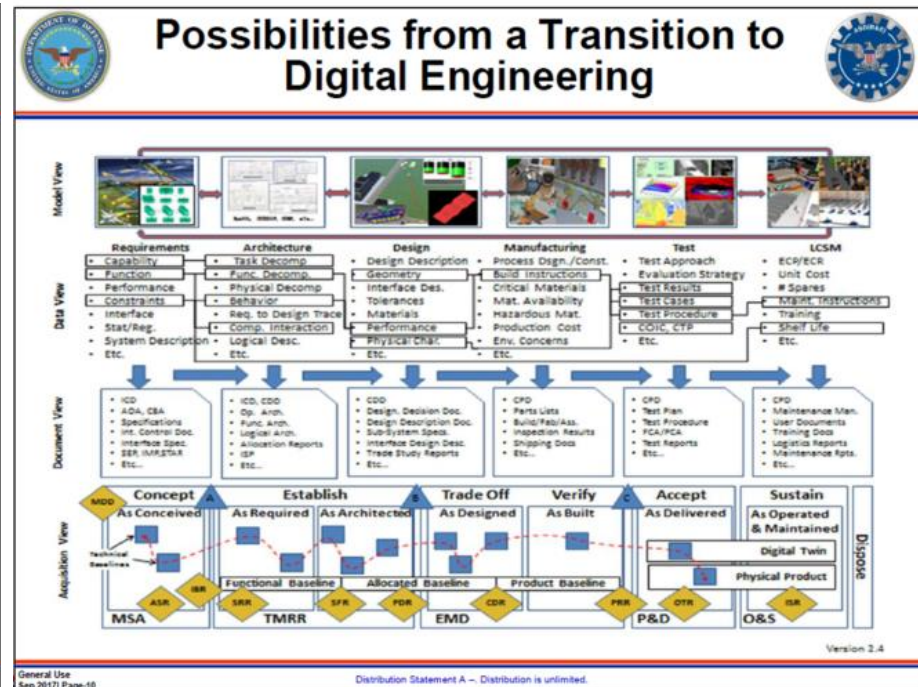 Possibilities from a Transition to
Digital Engineering
Model View
Requirements
Architecture
Design
Manufacturing
Test
LCSM
Data View
Capability
Function
Performance
Constraints
Interface
Stat/Reg.
System Description
Etc.
Task Decomp
Func. Decomp.
Physical Decomp
Behavior
Req. to Design Trace
Comp. Interaction
Logical Desc.
Etc.
Design Description
Geometry
Interface Des.
Tolerances
Materials
Performance
Physical Char.
Etc.
Process Dsgn./Const.
Build Instructions
Critical Materials
Mat. Availability
Hazardous Mat.
Production Cost
Env. Concerns
Etc.
Test Approach
Evaluation Strategy
Test Results
Test Cases
Test Procedure
COIC, CTP
Etc.
ECP/ECR
Unit Cost
# Spares
Maint. Instructions
Training
Shelf Life
Etc.
Document View
ICD
AOA, CBA
Specifications
Int. Control Doc.
Interface Spec.
SEP, IMP,STAR
Etc...
ICD, CDD
Op. Arch.
Func. Arch.
Logical Arch.
Allocation Reports
ISP
Etc...
CDD
Design. Decision Doc.
Design Description Doc.
Sub-System Specs.
Interface Design Desc.
Trade Study Reports
Etc...
CPD
Parts Lists
Build/Fab/Ass.
Inspection Results
Shipping Docs
Etc...
CPD
Test Plan
Test Procedure
FCA/PCA
Test Reports
Etc...
CPD
Maintenance Man.
User Documents
Training Docs
Logistics Reports
Maintenance Rpts.
Etc...
Acquisition View
MDD
Concept
A
Establish
B
Trade Off
Verify
C
Accept
Sustain
Dispose
As Conceived
As Required
As Architected
As Designed
As Built
As Delivered
As Operated
& Maintained
Technical
Baselines
Digital Twin
Physical Product
Functional Baseline
Allocated Baseline
Product Baseline
ASR
IBR
SRR
SFR
PDR
CDR
PRR
OTR
ISR
MSA
TMRR
EMD
P&D
O&S
Version 2.4
General Use
Sep 2017| Page-10
Distribution Statement A –. Distribution is unlimited.